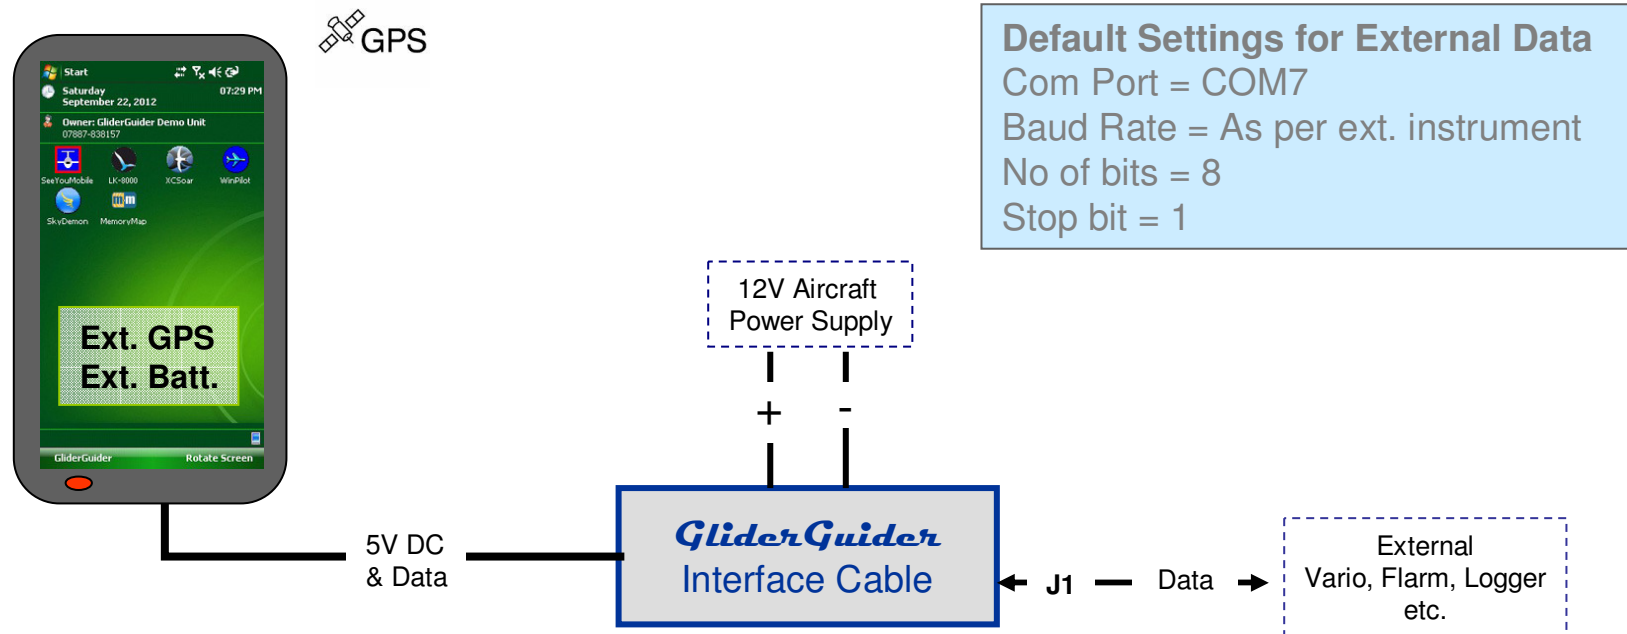 GPS
Default Settings for External Data
Com Port = COM7
Baud Rate = As per ext. instrument
No of bits = 8
Stop bit = 1
Start
Saturday 07:29 PM
September 22, 2012
Owner: GliderGuider Demo Unit
07887-838157
SeeYouMobile LK-8000 XCSoar WinPilot
SkyDemon MemoryMap
Ext. GPS
Ext. Batt.
GliderGuider Rotate Screen
12V Aircraft
Power Supply
+ -
5V DC
& Data
GliderGuider
Interface Cable
J1 Data
External
Vario, Flarm, Logger
etc.